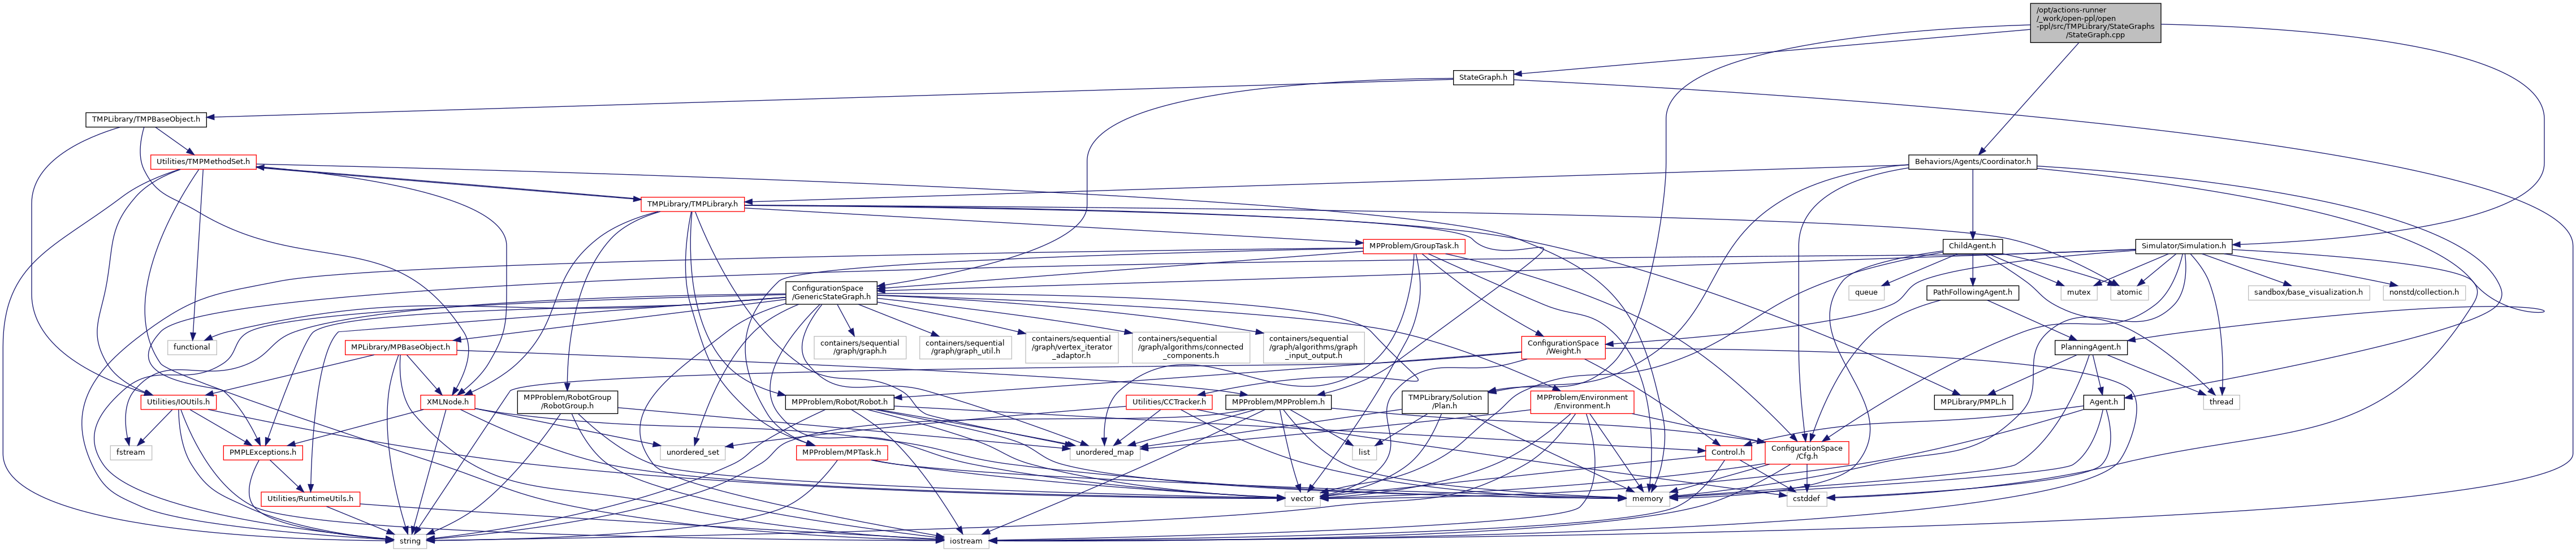 /opt/actions-runner
/_work/open-ppl/open
-ppl/src/TMPLibrary/StateGraphs
/StateGraph.cpp
StateGraph.h
TMPLibrary/TMPBaseObject.h
Utilities/TMPMethodSet.h
Behaviors/Agents/Coordinator.h
TMPLibrary/TMPLibrary.h
MPProblem/GroupTask.h
ChildAgent.h
Simulator/Simulation.h
ConfigurationSpace
/GenericStateGraph.h
queue
PathFollowingAgent.h
mutex
atomic
sandbox/base_visualization.h
nonstd/collection.h
functional
MPLibrary/MPBaseObject.h
containers/sequential
/graph/graph.h
containers/sequential
/graph/graph_util.h
containers/sequential
/graph/vertex_iterator
_adaptor.h
containers/sequential
/graph/algorithms/connected
_components.h
containers/sequential
/graph/algorithms/graph
_input_output.h
ConfigurationSpace
/Weight.h
PlanningAgent.h
Utilities/IOUtils.h
XMLNode.h
MPProblem/RobotGroup
/RobotGroup.h
MPProblem/Robot/Robot.h
Utilities/CCTracker.h
MPProblem/MPProblem.h
TMPLibrary/Solution
/Plan.h
MPProblem/Environment
/Environment.h
MPLibrary/PMPL.h
Agent.h
thread
fstream
PMPLExceptions.h
unordered_set
MPProblem/MPTask.h
unordered_map
list
Control.h
ConfigurationSpace
/Cfg.h
Utilities/RuntimeUtils.h
vector
memory
cstddef
string
iostream